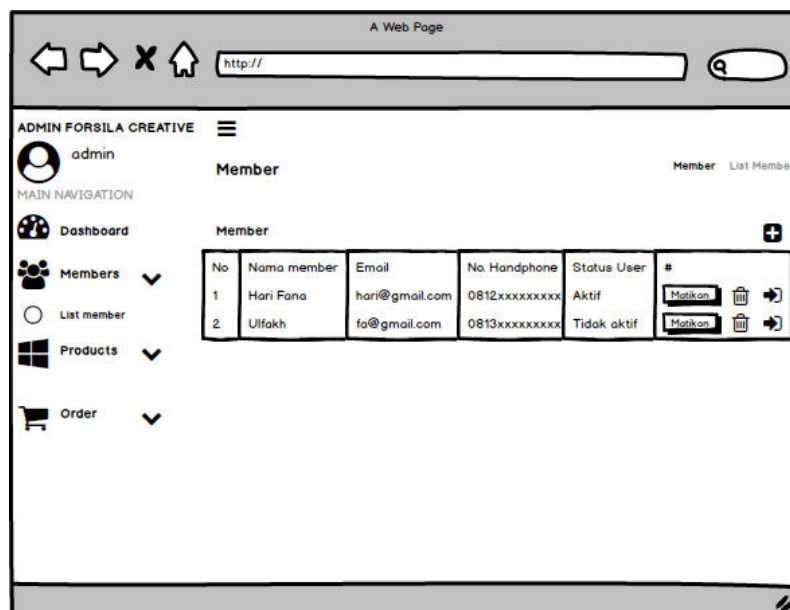 A Web Page
http://
ADMIN FORSILA CREATIVE
admin
MAIN NAVIGATION
Dashboard
Members
List member
Products
Order
Member
Member List Membe
Member
No Nama member Email No. Handphone Status User #
1 Hari Fana hari@gmail.com 0812xxxxxxxxx Aktif Matikan
2 Ulfakh fa@gmail.com 0813xxxxxxxxx Tidak aktif Matikan